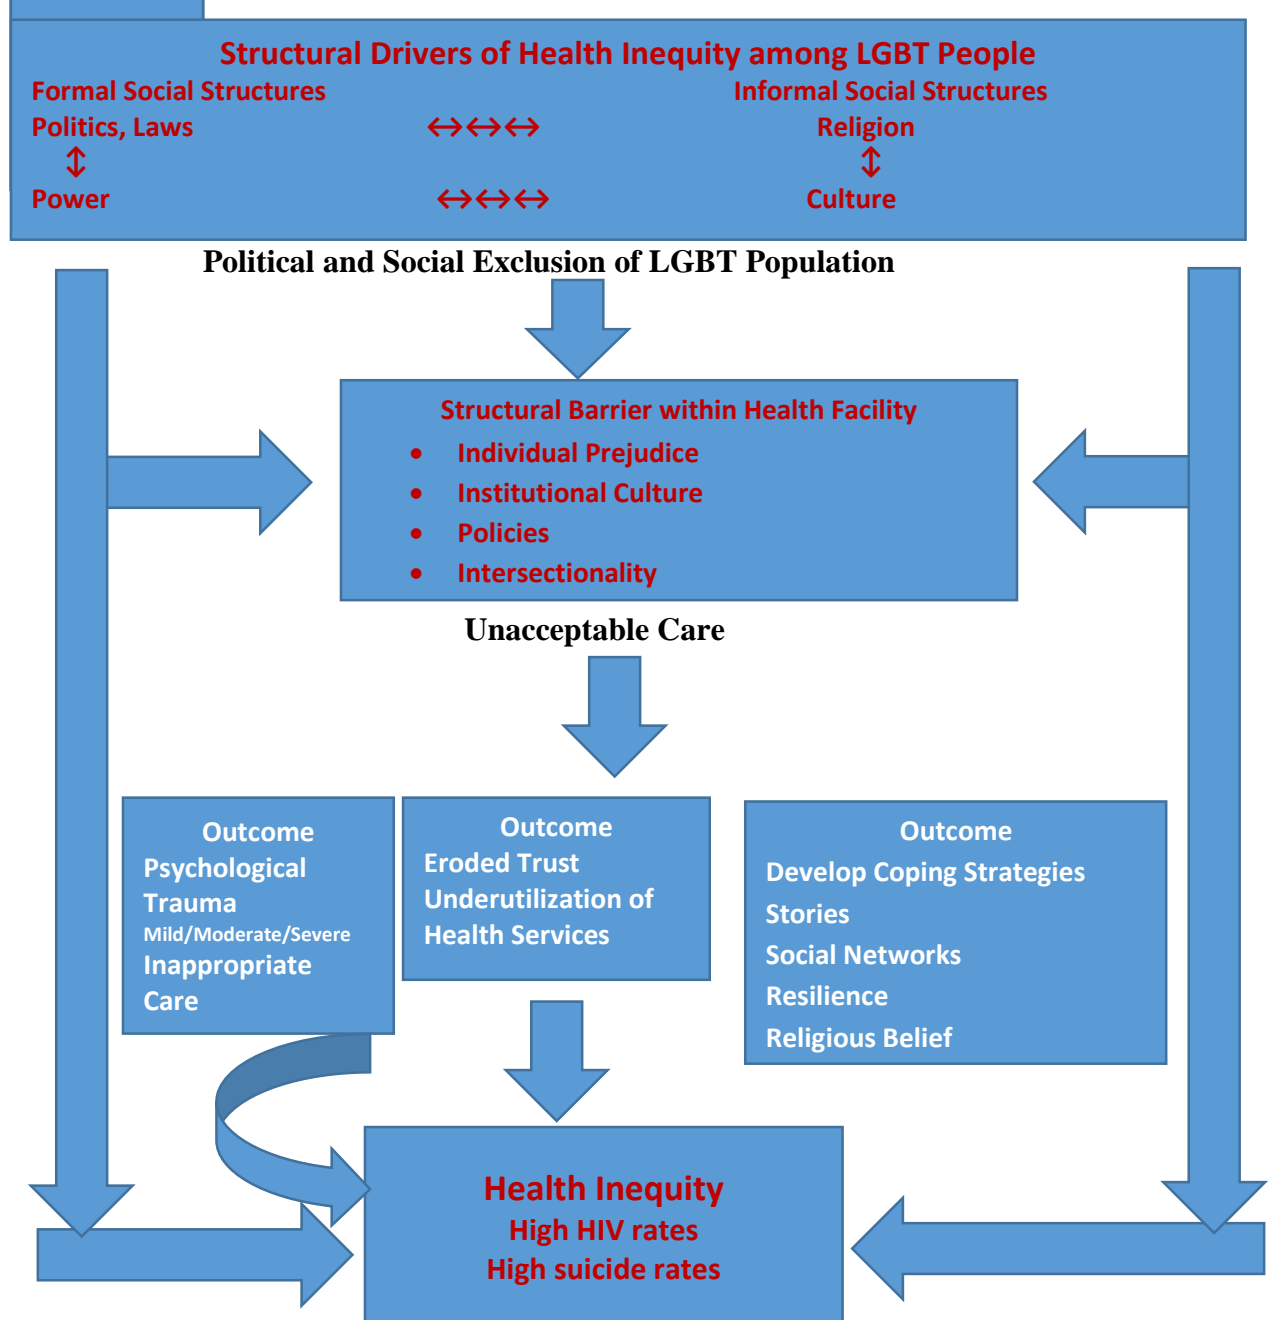 Structural Drivers of Health Inequity among LGBT People
Formal Social Structures Informal Social Structures
Politics, Laws ↔↔↔ Religion
↕ ↕
Power ↔↔↔ Culture
Political and Social Exclusion of LGBT Population
Structural Barrier within Health Facility
• Individual Prejudice
• Institutional Culture
• Policies
• Intersectionality
Unacceptable Care
Outcome
Psychological
Trauma
Mild/Moderate/Severe
Inappropriate
Care
Outcome
Eroded Trust
Underutilization of
Health Services
Outcome
Develop Coping Strategies
Stories
Social Networks
Resilience
Religious Belief
Health Inequity
High HIV rates
High suicide rates